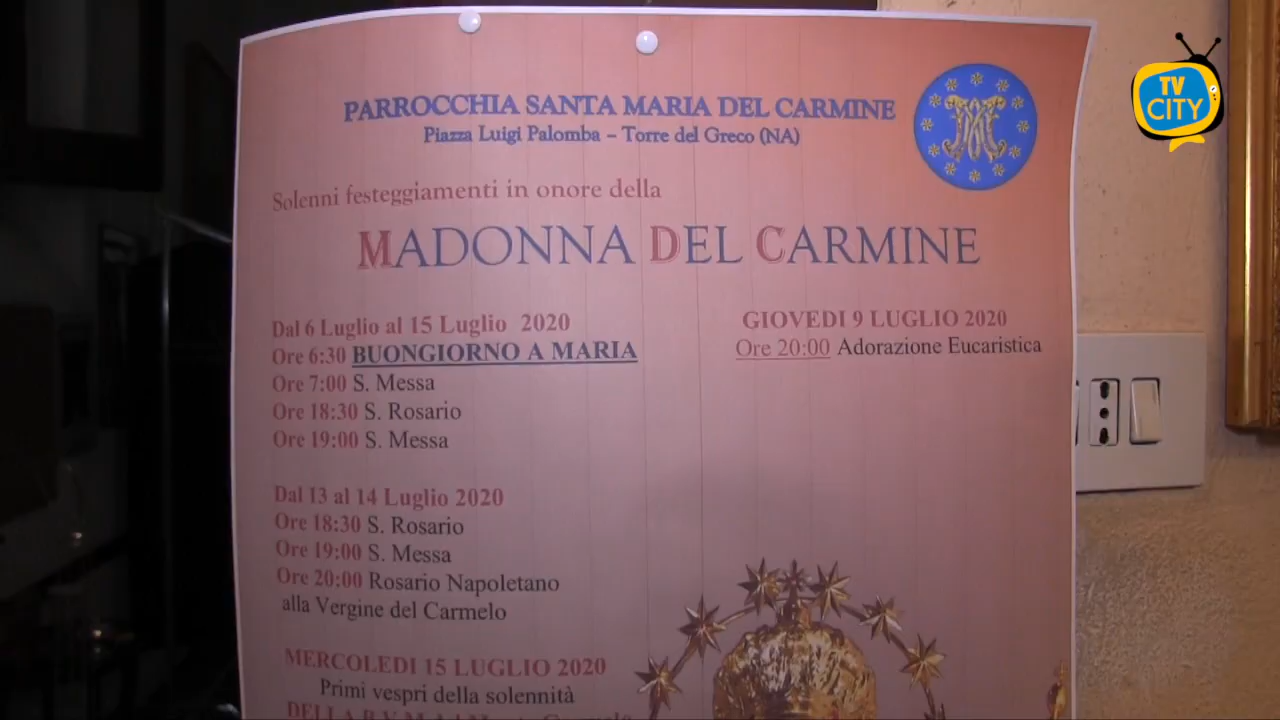 PARROCCHIA SANTA MARIA DEL CARMINE
Piazza Luigi Palomba – Torre del Greco (NA)
Solenni festeggiamenti in onore della
MADONNA DEL CARMINE
Dal 6 Luglio al 15 Luglio 2020
Ore 6:30 BUONGIORNO A MARIA
Ore 7:00 S. Messa
Ore 18:30 S. Rosario
Ore 19:00 S. Messa
Dal 13 al 14 Luglio 2020
Ore 18:30 S. Rosario
Ore 19:00 S. Messa
Ore 20:00 Rosario Napoletano
alla Vergine del Carmelo
MERCOLEDI 15 LUGLIO 2020
Primi vespri della solennità
DELLA B.V.M.
GIOVEDI 9 LUGLIO 2020
Ore 20:00 Adorazione Eucaristica
TV
CITY